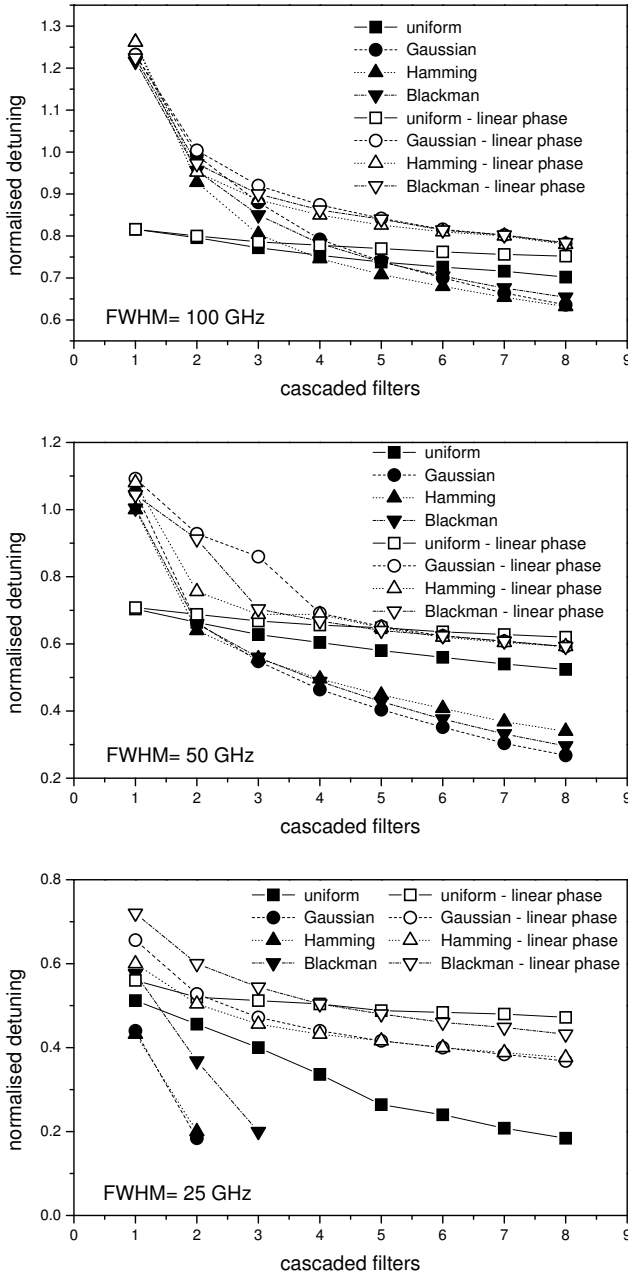 1.3
1.2
1.1
1.0
0.9
0.8
0.7
0.6
normalised detuning
uniform
Gaussian
Hamming
Blackman
uniform - linear phase
Gaussian - linear phase
Hamming - linear phase
Blackman - linear phase
FWHM= 100 GHz
0 1 2 3 4 5 6 7 8 9
cascaded filters
1.2
1.0
0.8
0.6
0.4
0.2
normalised detuning
uniform
Gaussian
Hamming
Blackman
uniform - linear phase
Gaussian - linear phase
Hamming - linear phase
Blackman - linear phase
FWHM= 50 GHz
0 1 2 3 4 5 6 7 8 9
cascaded filters
0.8
0.6
0.4
0.2
0.0
normalised detuning
uniform
Gaussian
Hamming
Blackman
uniform - linear phase
Gaussian - linear phase
Hamming - linear phase
Blackman - linear phase
FWHM= 25 GHz
0 1 2 3 4 5 6 7 8 9
cascaded filters